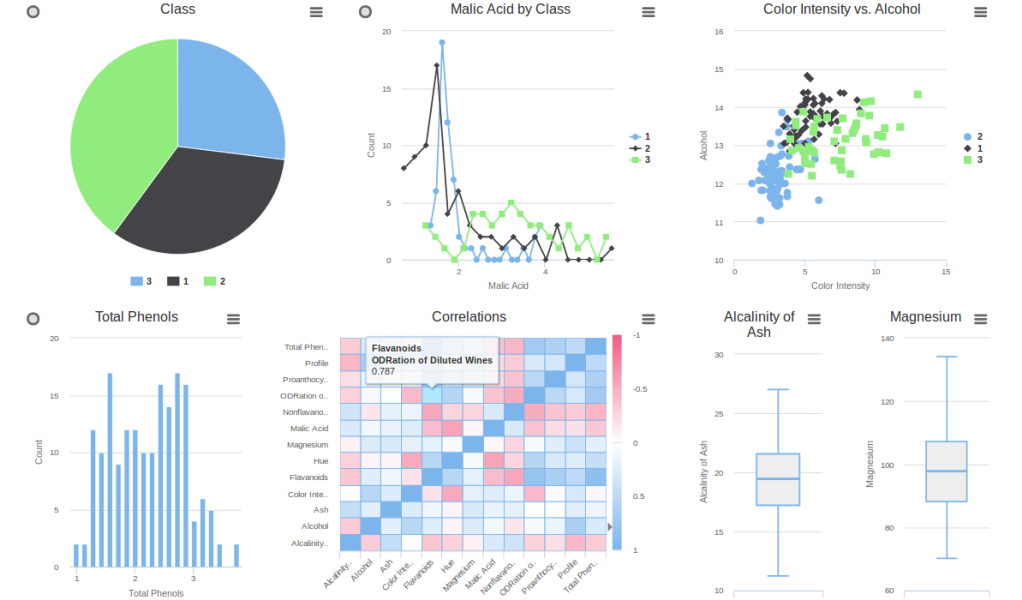 Class
3
1
2
Malic Acid by Class
20
15
10
5
0
Count
2
4
Malic Acid
1
2
3
Color Intensity vs. Alcohol
16
15
14
13
12
11
10
Alcohol
0
5
10
15
Color Intensity
2
1
3
Total Phenols
20
15
10
5
0
Count
1
2
3
Total Phenols
Correlations
Total Phen..
Profile
Proanthocy..
ODRation o..
Nonflavano..
Malic Acid
Magnesium
Hue
Flavanoids
Color Inte..
Ash
Alcohol
Alcalinity..
Flavanoids
ODRation of Diluted Wines
0.787
Alcalinity..
Alcohol
Ash
Color Inte..
Flavanoids
Hue
Magnesium
Malic Acid
Nonflavano..
ODRation o..
Proanthocy..
Profile
Total Phen..
-1
-0.5
0
0.5
1
Alcalinity of
Ash
30
25
20
15
10
Alcalinity of Ash
Magnesium
140
120
100
80
60
Magnesium